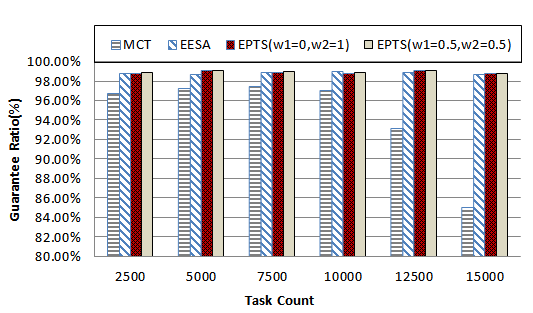 MCT EESA EPTS(w1=0,w2=1) EPTS(w1=0.5,w2=0.5)
100.00%
98.00%
96.00%
94.00%
92.00%
90.00%
88.00%
86.00%
84.00%
82.00%
80.00%
Guarantee Ratio(%)
2500 5000 7500 10000 12500 15000
Task Count